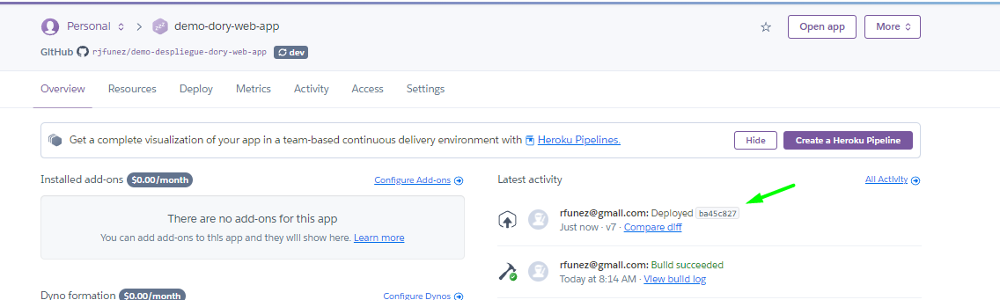 Personal demo-dory-web-app
Open app
More
GitHub rjfunez/demo-despliegue-dory-web-app dev
Overview Resources Deploy Metrics Activity Access Settings
Get a complete visualization of your app in a team-based continuous delivery environment with Heroku Pipelines.
Hide
Create a Heroku Pipeline
Installed add-ons $0.00/month
Configure Add-ons
There are no add-ons for this app
You can add add-ons to this app and they will show here. Learn more
Dyno formation $0.00/month
Configure Dynos
Latest activity
All Activity
rfunez@gmail.com: Deployed ba45c827
Just now · v7 · Compare diff
rfunez@gmail.com: Build succeeded
Today at 8:14 AM · View build log